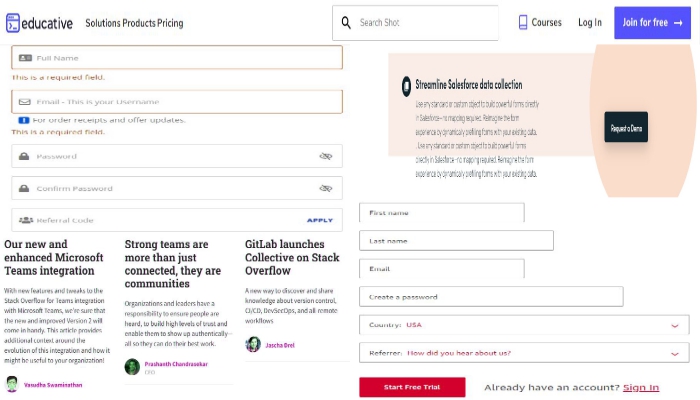 educative
Solutions Products Pricing
Search Shot
Courses
Log In
Join for free →
Full Name
This is a required field.
Email - This is your Username
For order receipts and offer updates.
This is a required field.
Password
Confirm Password
Referral Code
APPLY
Our new and
enhanced Microsoft
Teams integration
With new features and tweaks to the
Stack Overflow for Teams integration
with Microsoft Teams, we're sure that
the new and improved Version 2 will
come in handy. This article provides
additional context around the
evolution of this integration and how it
might be useful to your organization!
Vasudha Swaminathan
Strong teams are
more than just
connected, they are
communities
Organizations and leaders have a
responsibility to ensure people are
heard, to build high levels of trust and
enable them to show up authentically—
all so they can do their best work.
Prashanth Chandrasekar
CEO
GitLab launches
Collective on Stack
Overflow
A new way to discover and share
knowledge about version control,
CI/CD, DevSecOps, and all-remote
workflows
Jascha Drel
Streamline Salesforce data collection
Use any standard or custom object to build powerful forms directly
in Salesforce–no mapping required. Reimagine the form
experience by dynamically prefilling forms with your existing data.
. Use any standard or custom object to build powerful forms
directly in Salesforce–no mapping required. Reimagine the form
experience by dynamically prefilling forms with your existing data.
Request a Demo
First name
Last name
Email
Create a password
Country: USA
Referrer: How did you hear about us?
Start Free Trial
Already have an account? Sign In